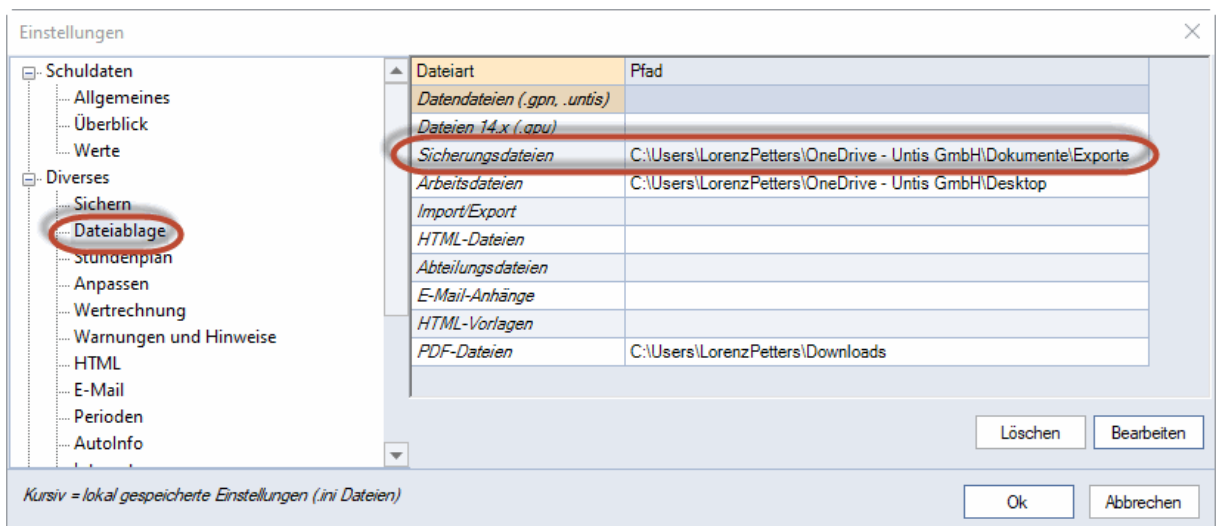 Einstellungen
Schuldaten
Allgemeines
Überblick
Werte
Diverses
Sichern
Dateiablage
Stundenplan
Anpassen
Wertrechnung
Warnungen und Hinweise
HTML
E-Mail
Perioden
AutoInfo
Dateiart Pfad
Datendateien (.gpn, .untis)
Dateien 14.x (.gpu)
Sicherungsdateien C:\Users\LorenzPetters\OneDrive - Untis GmbH\Dokumente\Exporte
Arbeitsdateien C:\Users\LorenzPetters\OneDrive - Untis GmbH\Desktop
Import/Export
HTML-Dateien
Abteilungsdateien
E-Mail-Anhänge
HTML-Vorlagen
PDF-Dateien C:\Users\LorenzPetters\Downloads
Löschen Bearbeiten
Kursiv = lokal gespeicherte Einstellungen (.ini Dateien)
Ok Abbrechen